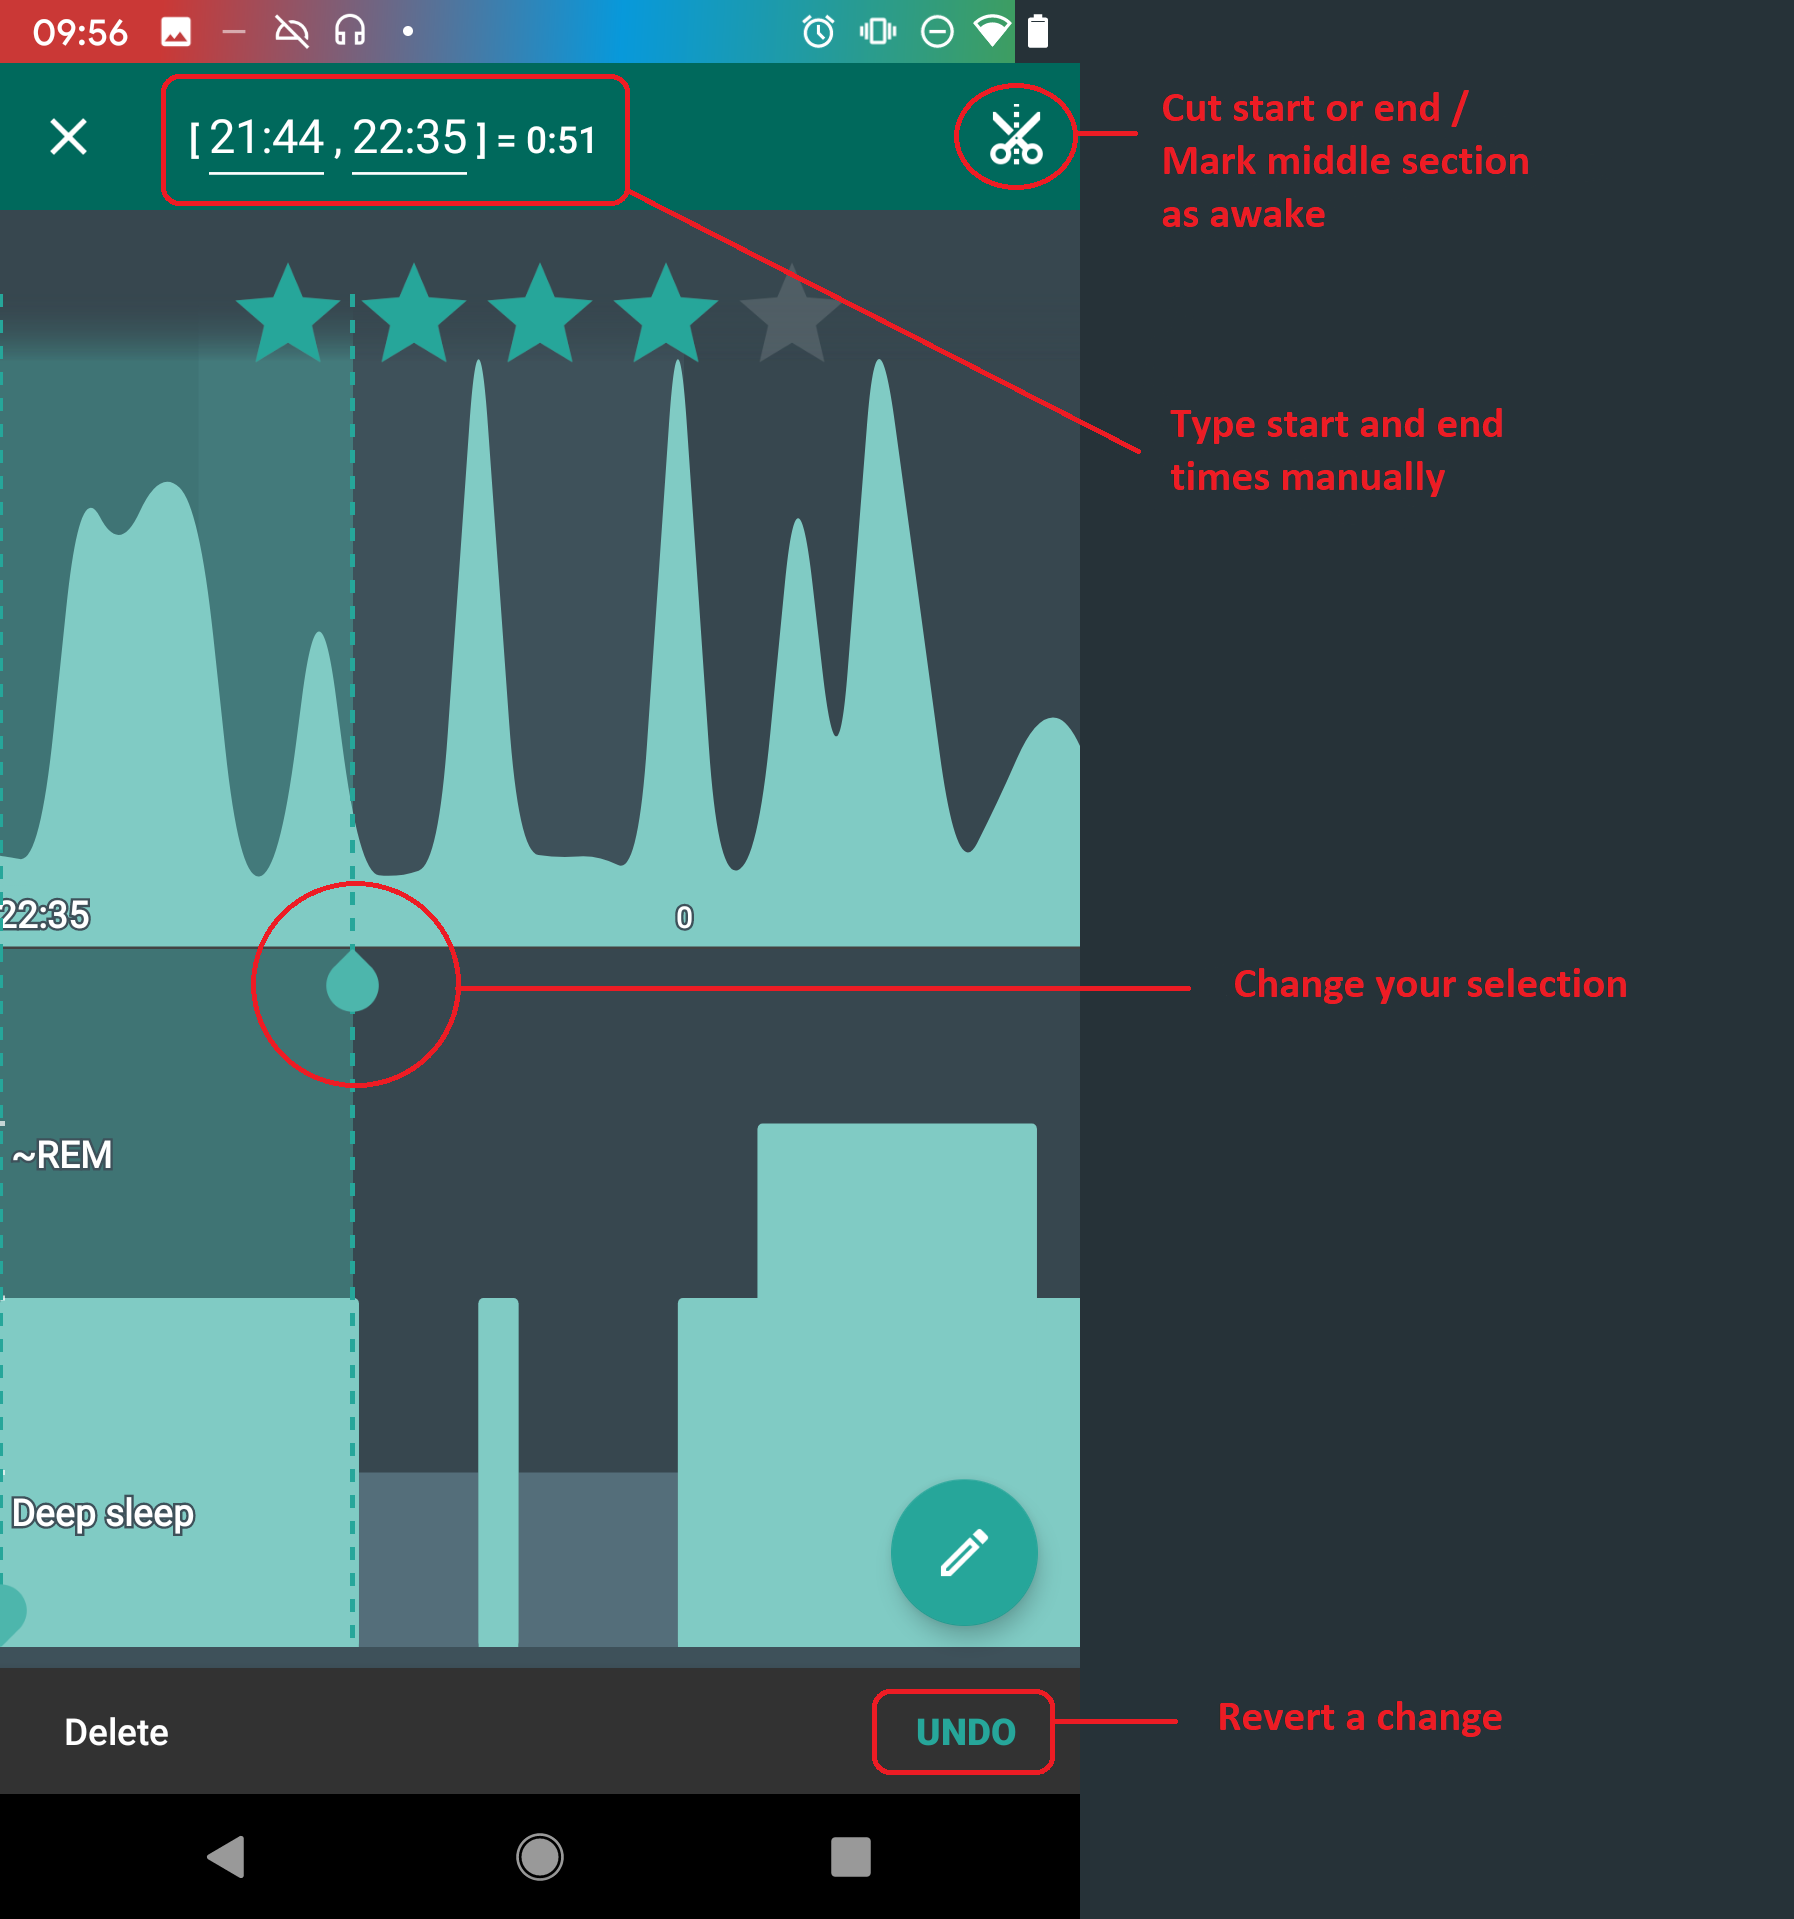 09:56
[ 21:44 , 22:35 ] = 0:51
Cut start or end /
Mark middle section
as awake
Type start and end
times manually
22:35
0
Change your selection
~REM
Deep sleep
Delete
UNDO
Revert a change